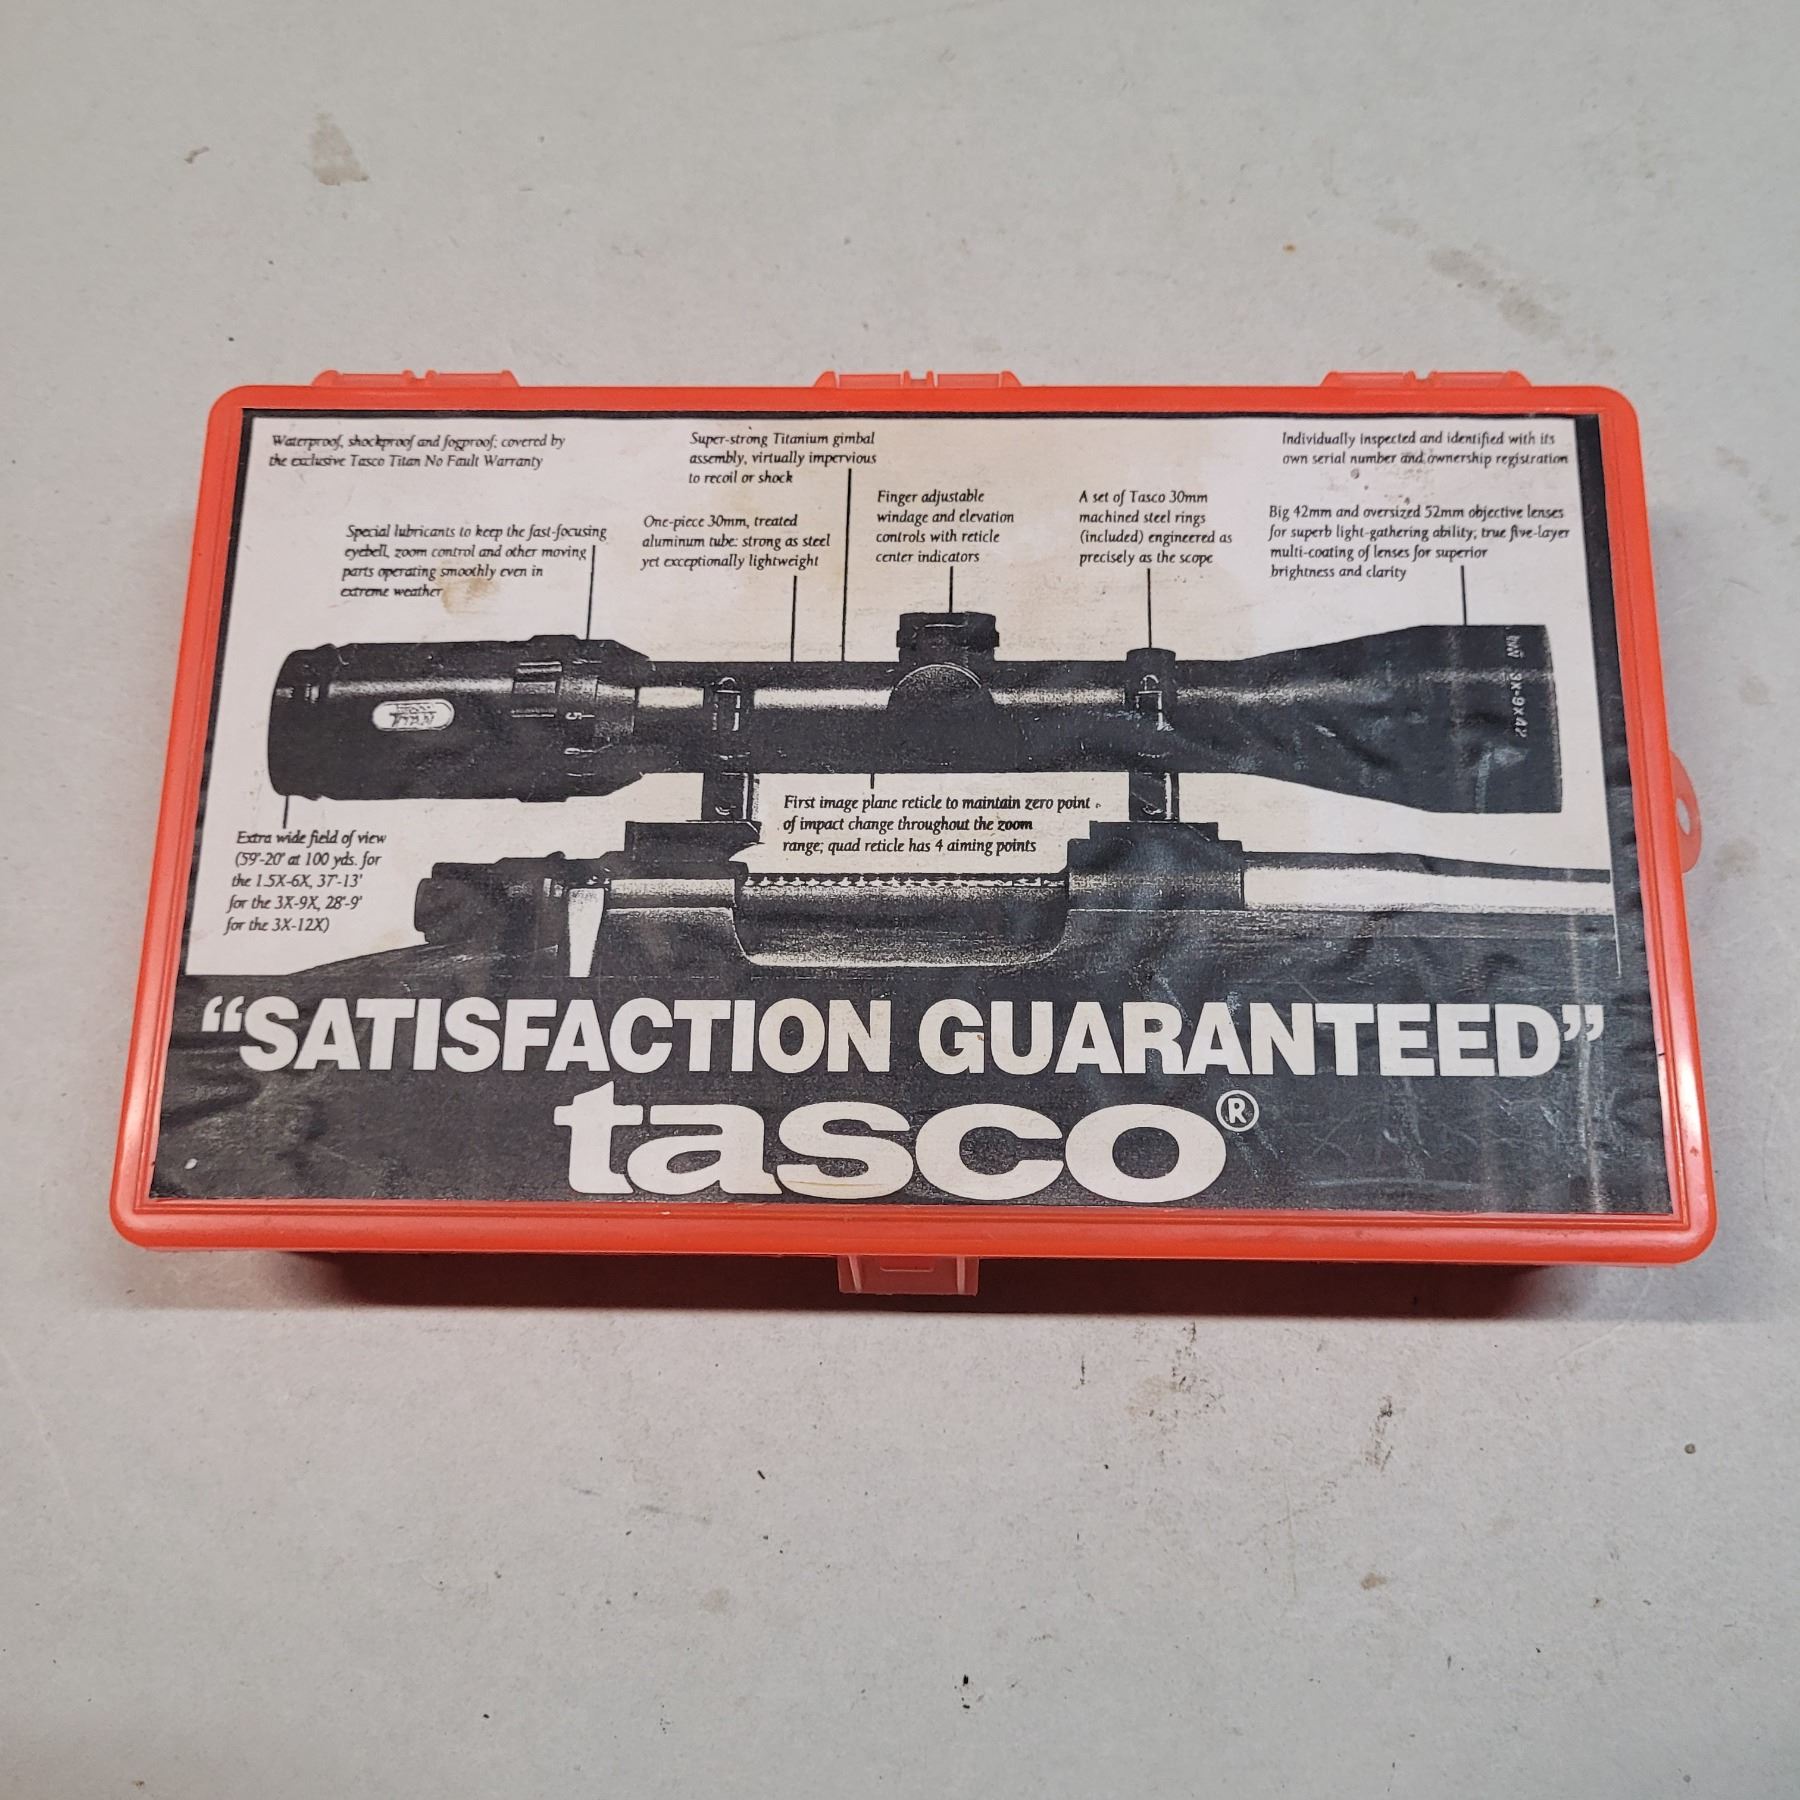 Waterproof, shockproof and fogproof; covered by
the exclusive Tasco Titan No Fault Warranty
Super-strong Titanium gimbal
assembly, virtually impervious
to recoil or shock
Individually inspected and identified with its
own serial number and ownership registration
Special lubricants to keep the fast-focusing
eyebell, zoom control and other moving
parts operating smoothly even in
extreme weather
One-piece 30mm, treated
aluminum tube: strong as steel
yet exceptionally lightweight
Finger adjustable
windage and elevation
controls with reticle
center indicators
A set of Tasco 30mm
machined steel rings
(included) engineered as
precisely as the scope
Big 42mm and oversized 52mm objective lenses
for superb light-gathering ability; true five-layer
multi-coating of lenses for superior
brightness and clarity
TITAN
5
6
3X-9X42
First image plane reticle to maintain zero point
of impact change throughout the zoom
range; quad reticle has 4 aiming points
Extra wide field of view
(59'-20' at 100 yds. for
the 1.5X-6X, 37'-13'
for the 3X-9X, 28'-9'
for the 3X-12X)
“SATISFACTION GUARANTEED”
tasco®